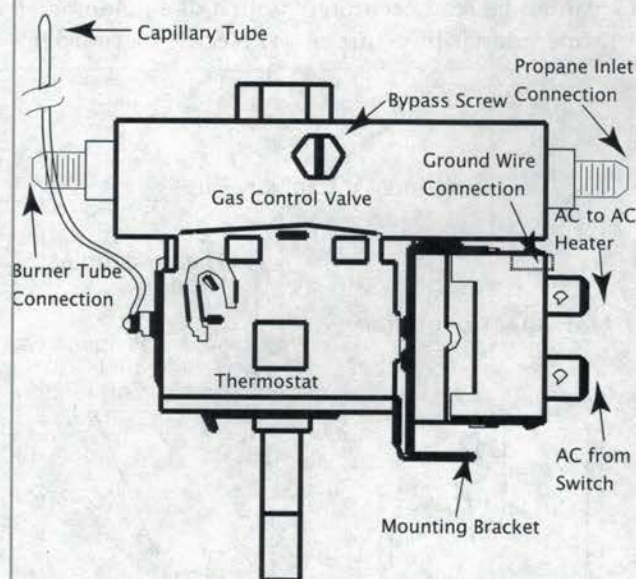 Capillary Tube
Propane Inlet
Connection
Bypass Screw
Ground Wire
Connection
Gas Control Valve
AC to AC
Heater
Burner Tube
Connection
Thermostat
AC from
Switch
Mounting Bracket